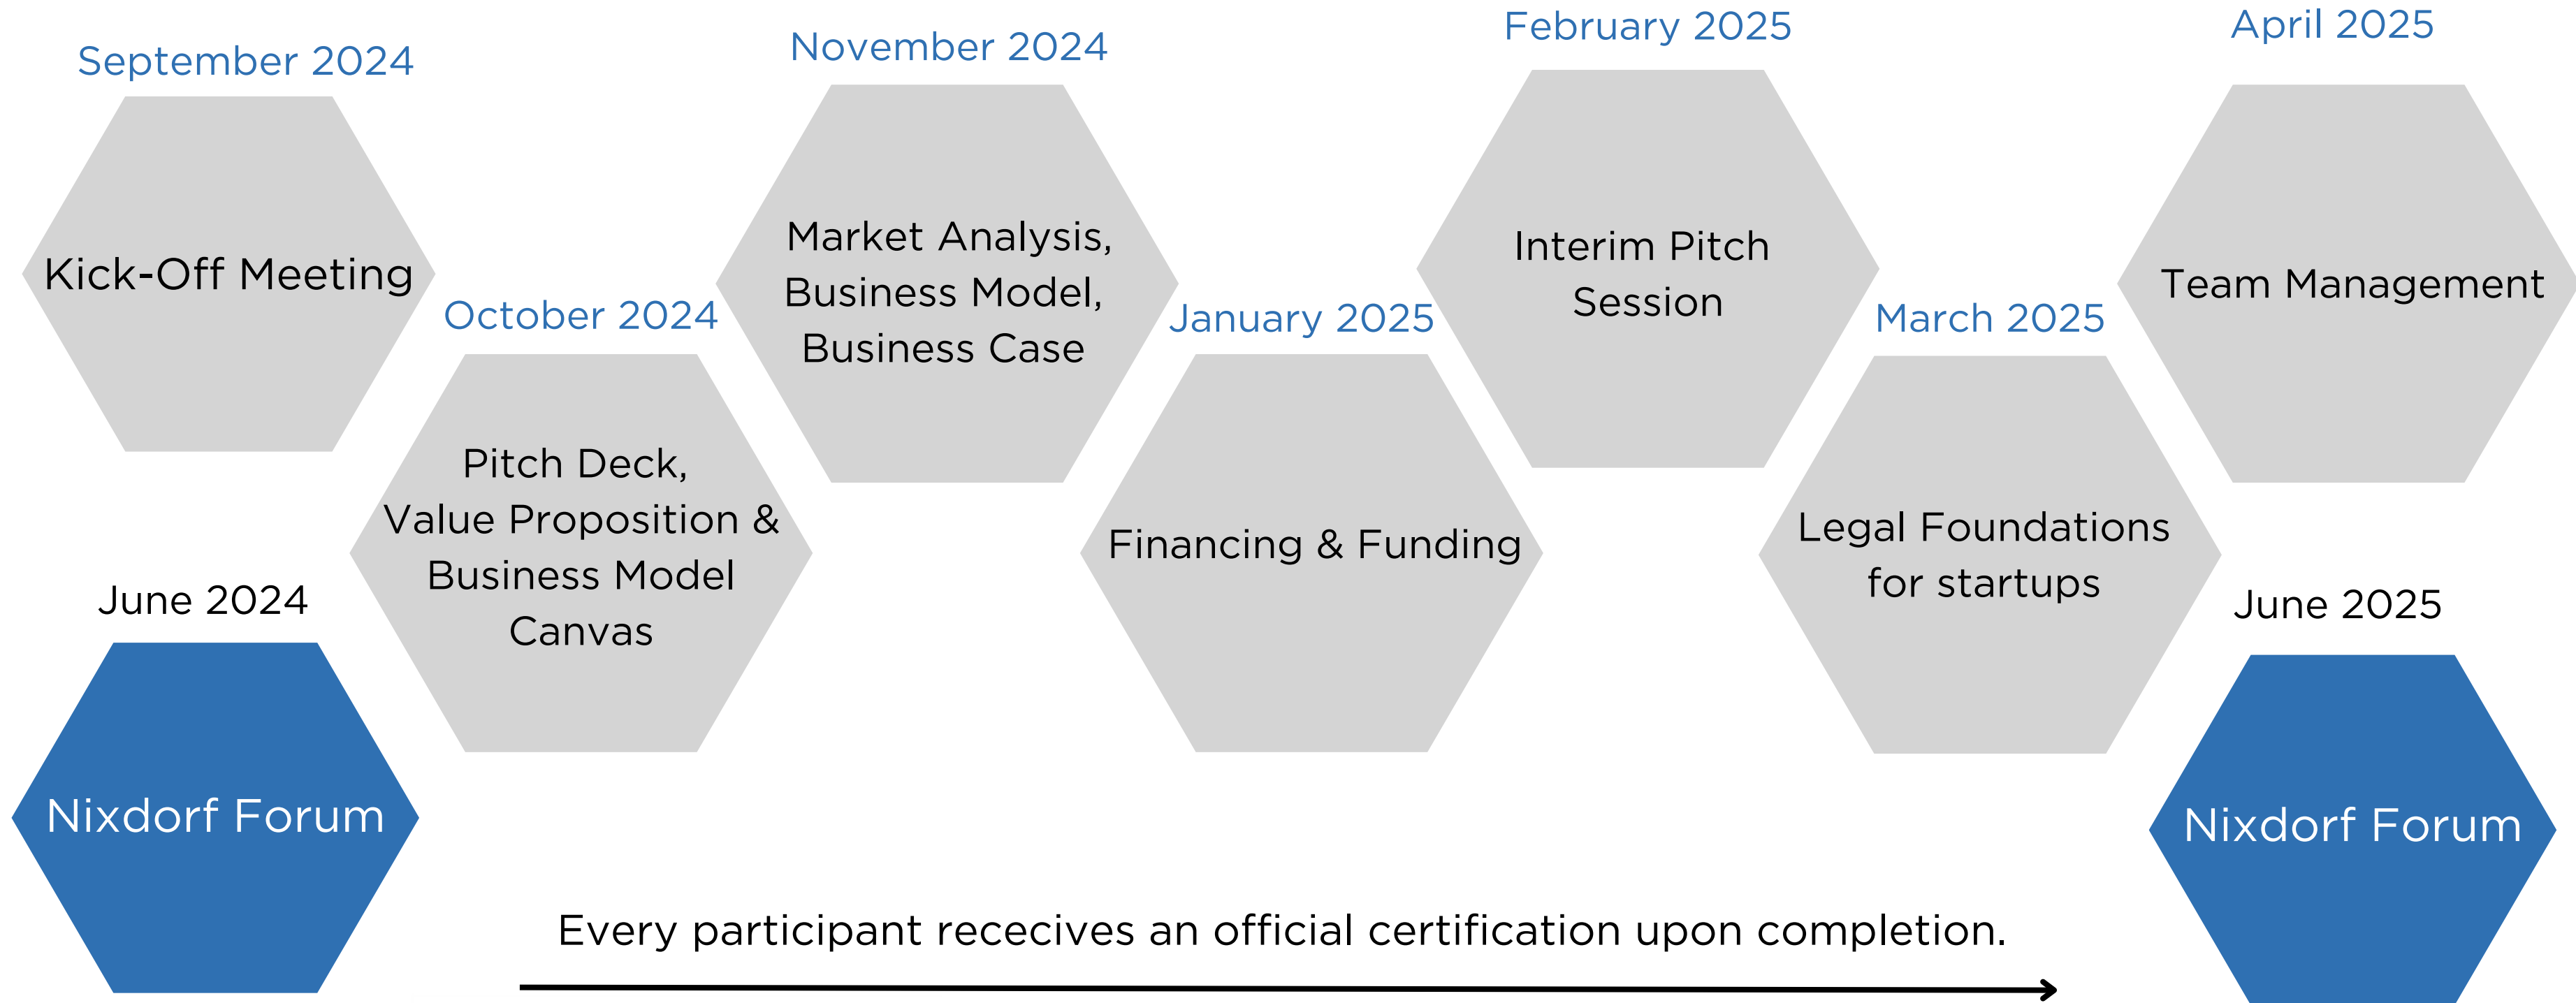 June 2024
Nixdorf Forum
September 2024
Kick-Off Meeting
October 2024
Pitch Deck,
Value Proposition &
Business Model
Canvas
November 2024
Market Analysis,
Business Model,
Business Case
January 2025
Financing & Funding
February 2025
Interim Pitch
Session
March 2025
Legal Foundations
for startups
April 2025
Team Management
June 2025
Nixdorf Forum
Every participant rececives an official certification upon completion.